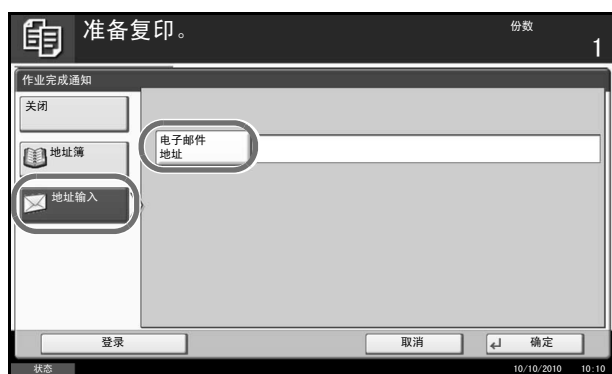 准备复印。
份数
1
作业完成通知
关闭
地址簿
地址输入
电子邮件
地址
登录
取消
确定
状态
10/10/2010 10:10